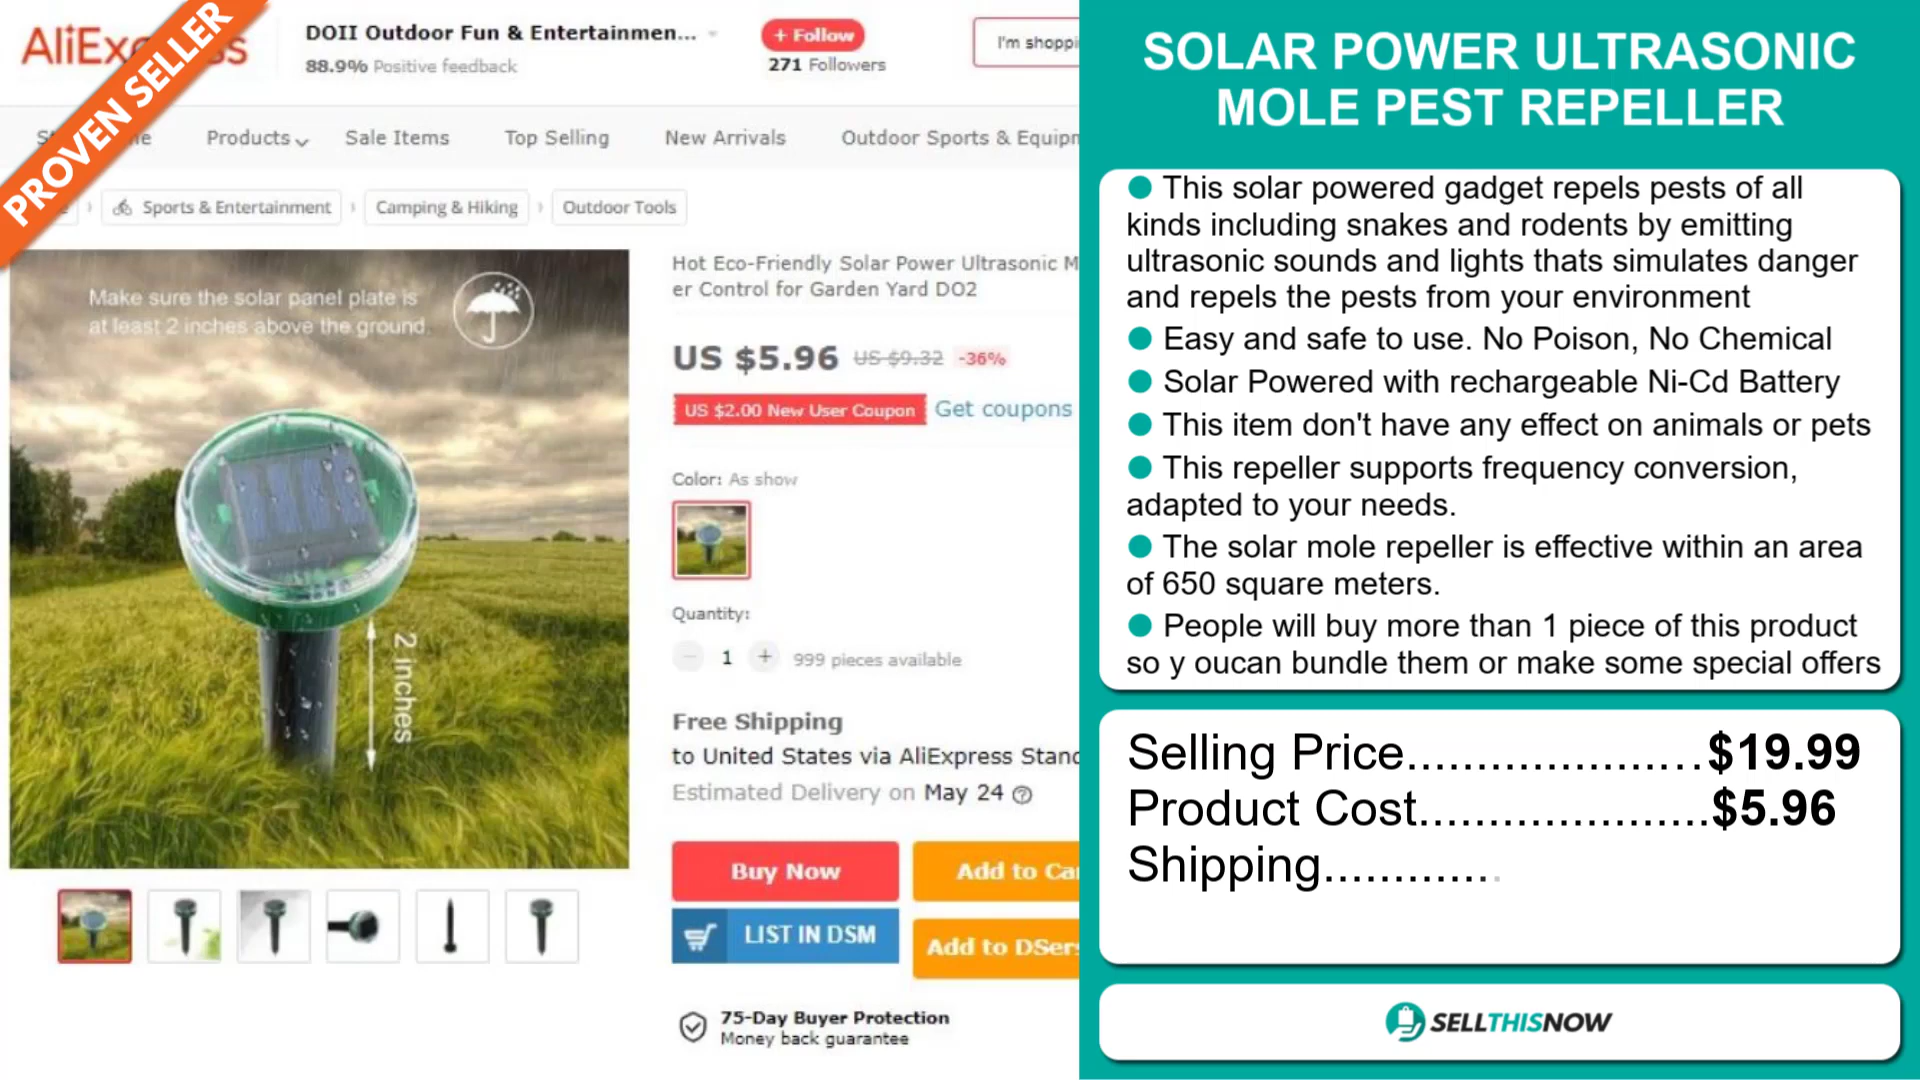 AliExpress
PROVEN SELLER
DOII Outdoor Fun & Entertainmen...
88.9% Positive feedback
+ Follow
271 Followers
I'm shoppi
Products
Sale Items
Top Selling
New Arrivals
Outdoor Sports & Equipm
Sports & Entertainment
Camping & Hiking
Outdoor Tools
Make sure the solar panel plate is
at least 2 inches above the ground.
2 inches
Hot Eco-Friendly Solar Power Ultrasonic M
er Control for Garden Yard DO2
US $5.96 US $9.32 -36%
US $2.00 New User Coupon Get coupons
Color: As show
Quantity:
1 + 999 pieces available
Free Shipping
to United States via AliExpress Stand
Estimated Delivery on May 24
Buy Now
Add to Car
LIST IN DSM
Add to DSers
75-Day Buyer Protection
Money back guarantee
SOLAR POWER ULTRASONIC
MOLE PEST REPELLER
● This solar powered gadget repels pests of all
kinds including snakes and rodents by emitting
ultrasonic sounds and lights thats simulates danger
and repels the pests from your environment
● Easy and safe to use. No Poison, No Chemical
● Solar Powered with rechargeable Ni-Cd Battery
● This item don't have any effect on animals or pets
● This repeller supports frequency conversion,
adapted to your needs.
● The solar mole repeller is effective within an area
of 650 square meters.
● People will buy more than 1 piece of this product
so y oucan bundle them or make some special offers
Selling Price......................$19.99
Product Cost.....................$5.96
Shipping.............
SELLTHISNOW